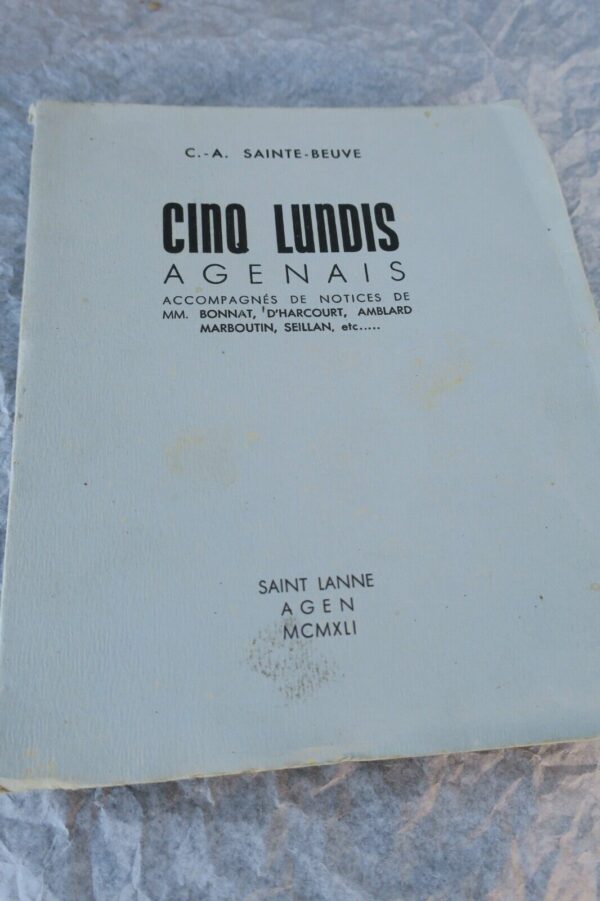 C.-A. SAINTE-BEUVE
CINQ LUNDIS
AGENAIS
ACCOMPAGNÉS DE NOTICES DE
MM. BONNAT, D'HARCOURT, AMBLARD
MARBOUTIN, SEILLAN, etc.....
SAINT LANNE
AGEN
MCMXLI